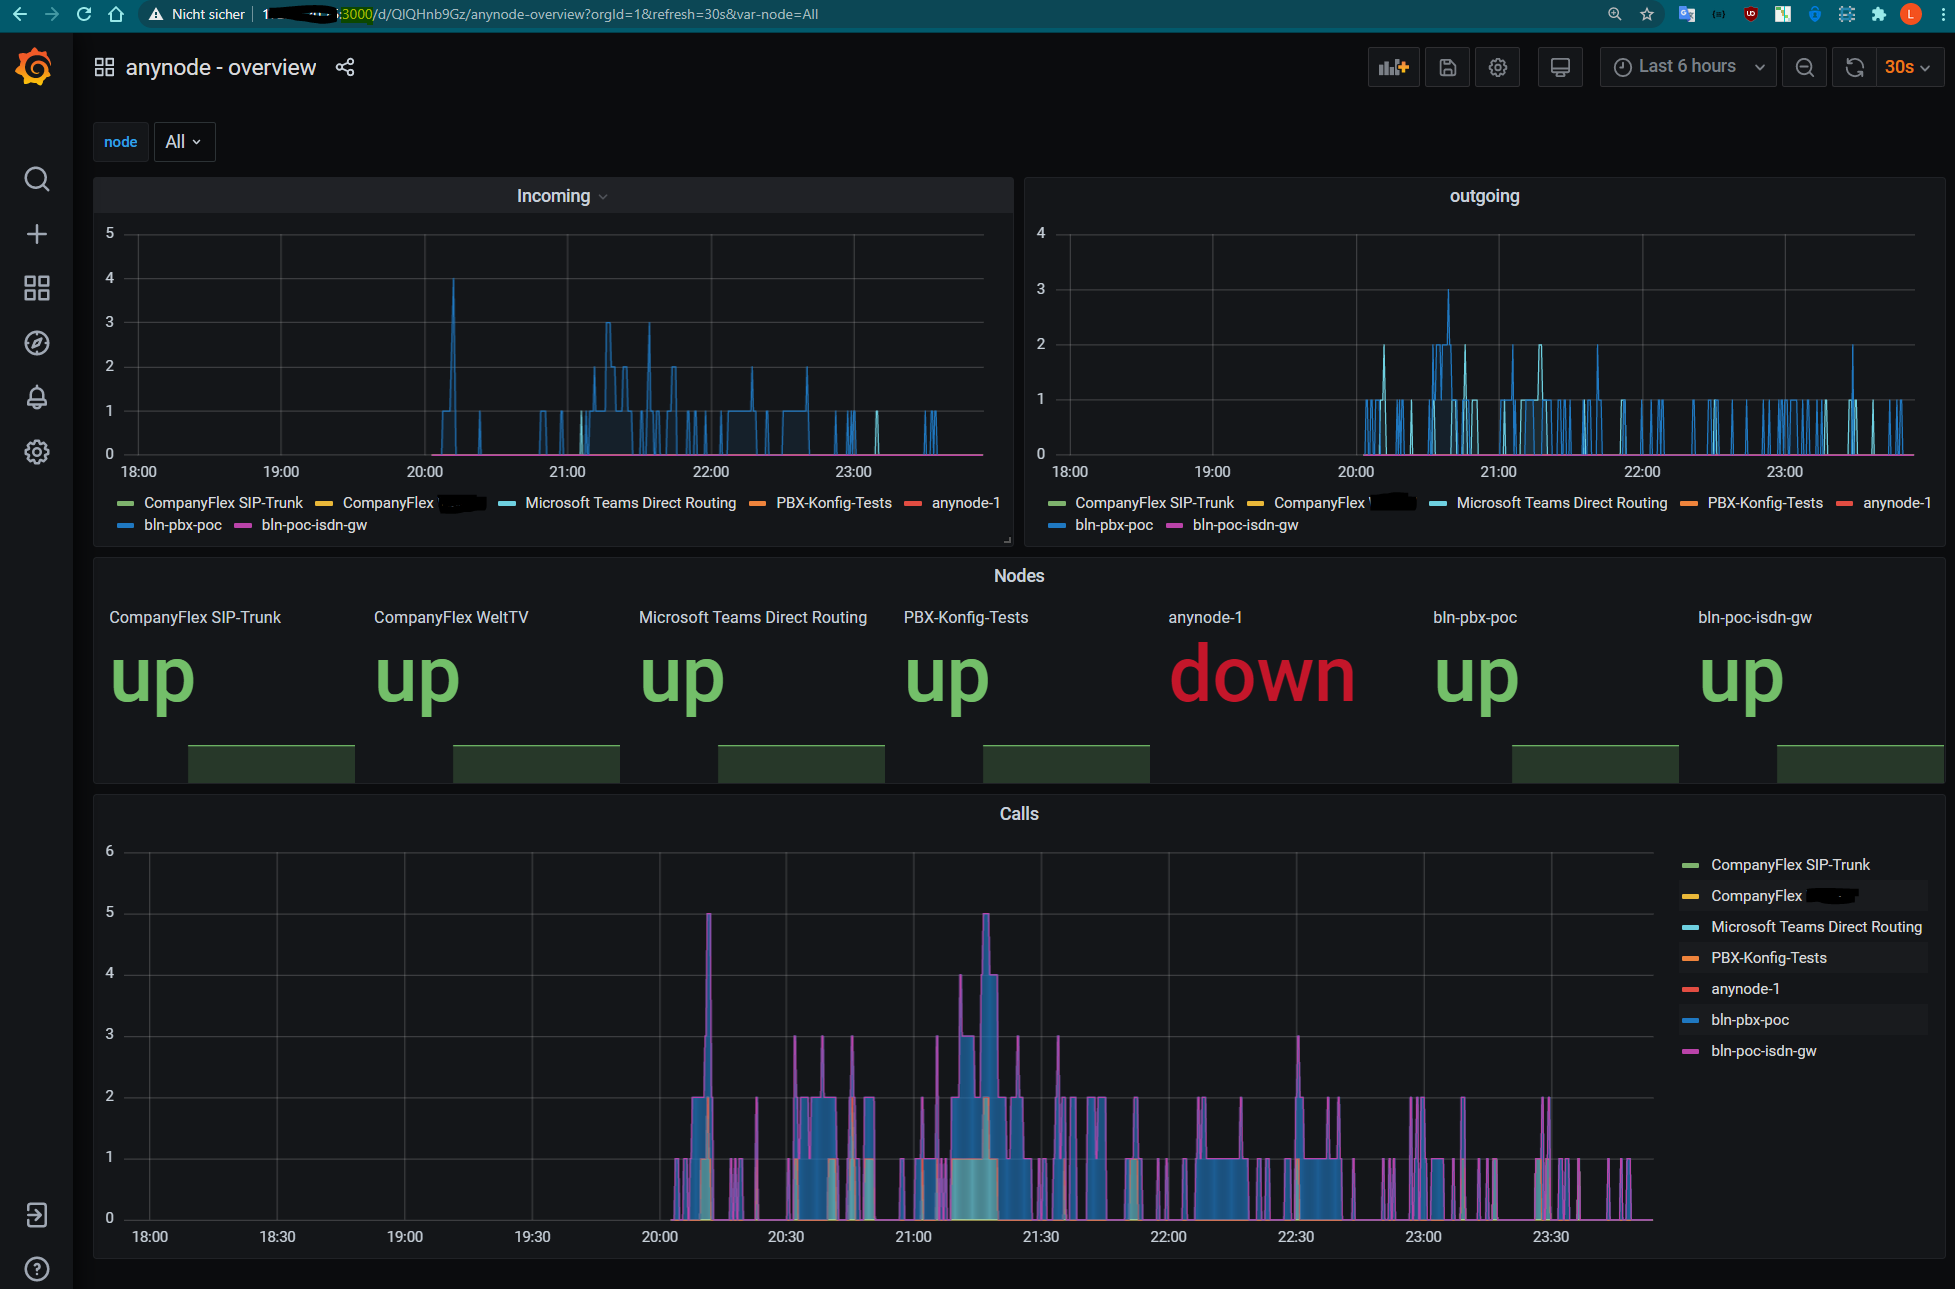 Nicht sicher :3000/d/QIQHnb9Gz/anynode-overview?orgId=1&refresh=30s&var-node=All
anynode - overview Last 6 hours 30s
node All
Incoming
5
4
3
2
1
0
18:00 19:00 20:00 21:00 22:00 23:00
CompanyFlex SIP-Trunk CompanyFlex Microsoft Teams Direct Routing PBX-Konfig-Tests anynode-1
bln-pbx-poc bln-poc-isdn-gw
outgoing
4
3
2
1
0
18:00 19:00 20:00 21:00 22:00 23:00
CompanyFlex SIP-Trunk CompanyFlex Microsoft Teams Direct Routing PBX-Konfig-Tests anynode-1
bln-pbx-poc bln-poc-isdn-gw
Nodes
CompanyFlex SIP-Trunk CompanyFlex WeltTV Microsoft Teams Direct Routing PBX-Konfig-Tests anynode-1 bln-pbx-poc bln-poc-isdn-gw
up up up up down up up
Calls
6
5
4
3
2
1
0
18:00 18:30 19:00 19:30 20:00 20:30 21:00 21:30 22:00 22:30 23:00 23:30
CompanyFlex SIP-Trunk
CompanyFlex
Microsoft Teams Direct Routing
PBX-Konfig-Tests
anynode-1
bln-pbx-poc
bln-poc-isdn-gw